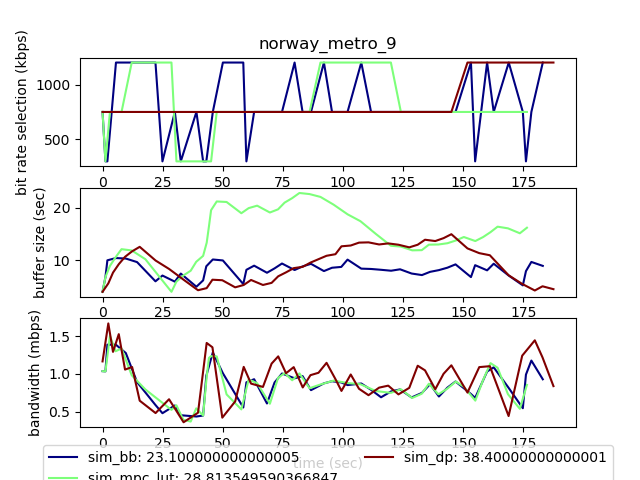 norway_metro_9
bit rate selection (kbps)
1000
500
0 25 50 75 100 125 150 175
buffer size (sec)
20
10
0 25 50 75 100 125 150 175
bandwidth (mbps)
1.5
1.0
0.5
0 25 50 75 100 125 150 175
time (sec)
sim_bb: 23.100000000000005
sim_dp: 38.40000000000001
sim_mpc_lut: 28.813549590366847